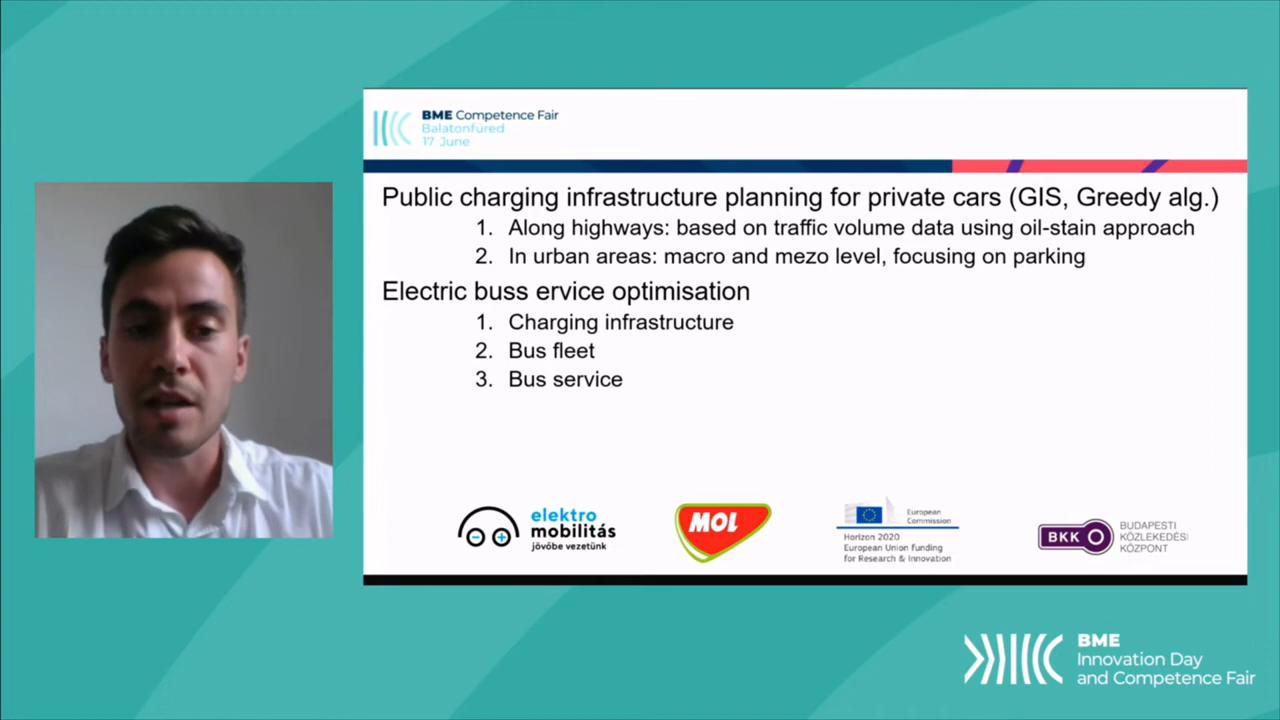 BME Competence Fair
Balatonfüred
17 June
Public charging infrastructure planning for private cars (GIS, Greedy alg.)
1. Along highways: based on traffic volume data using oil-stain approach
2. In urban areas: macro and mezo level, focusing on parking
Electric buss ervice optimisation
1. Charging infrastructure
2. Bus fleet
3. Bus service
elektro
mobilitás
jövőbe vezetünk
MOL
European
Commission
Horizon 2020
European Union funding
for Research & Innovation
BKK
BUDAPESTI
KÖZLEKEDÉSI
KÖZPONT
BME
Innovation Day
and Competence Fair